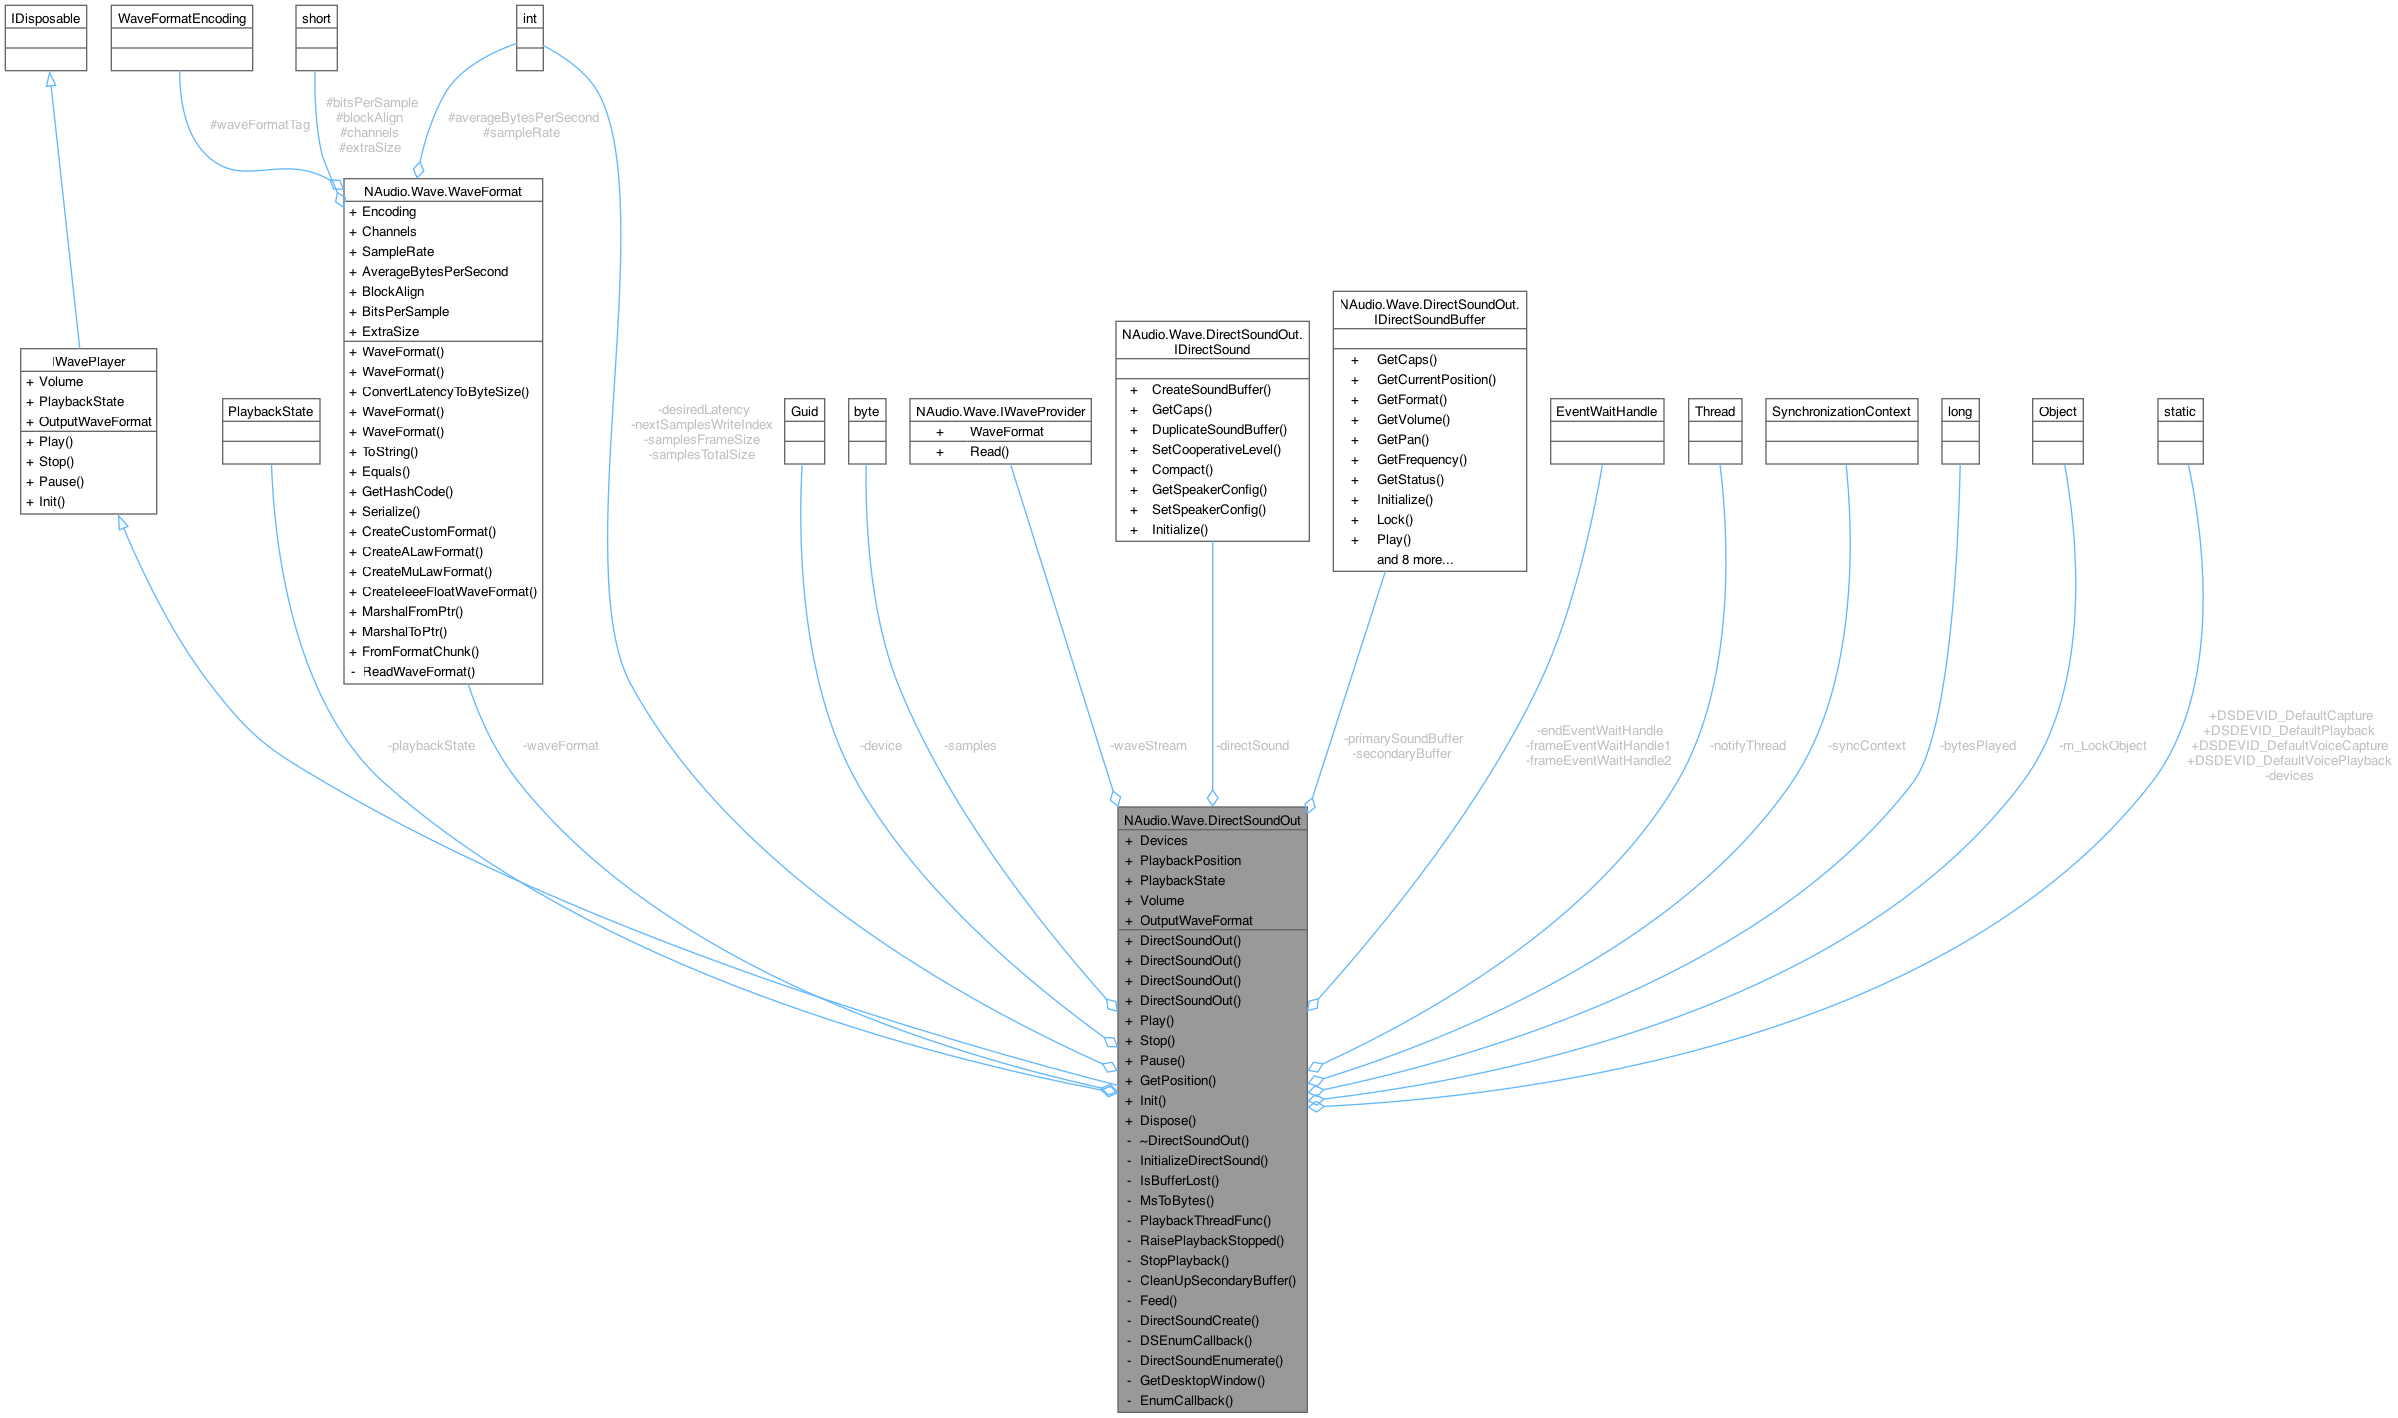 IDisposable
WaveFormatEncoding
short
int
#waveFormatTag
#bitsPerSample
#blockAlign
#channels
#extraSize
#averageBytesPerSecond
#sampleRate
NAudio.Wave.WaveFormat
+ Encoding
+ Channels
+ SampleRate
+ AverageBytesPerSecond
+ BlockAlign
+ BitsPerSample
+ ExtraSize
+ WaveFormat()
+ WaveFormat()
+ ConvertLatencyToByteSize()
+ WaveFormat()
+ WaveFormat()
+ ToString()
+ Equals()
+ GetHashCode()
+ Serialize()
+ CreateCustomFormat()
+ CreateALawFormat()
+ CreateMuLawFormat()
+ CreateIeeeFloatWaveFormat()
+ MarshalFromPtr()
+ MarshalToPtr()
+ FromFormatChunk()
- ReadWaveFormat()
IWavePlayer
+ Volume
+ PlaybackState
+ OutputWaveFormat
+ Play()
+ Stop()
+ Pause()
+ Init()
PlaybackState
-desiredLatency
-nextSamplesWriteIndex
-samplesFrameSize
-samplesTotalSize
Guid
byte
NAudio.Wave.IWaveProvider
+ WaveFormat
+ Read()
NAudio.Wave.DirectSoundOut.
IDirectSound
+ CreateSoundBuffer()
+ GetCaps()
+ DuplicateSoundBuffer()
+ SetCooperativeLevel()
+ Compact()
+ GetSpeakerConfig()
+ SetSpeakerConfig()
+ Initialize()
NAudio.Wave.DirectSoundOut.
IDirectSoundBuffer
+ GetCaps()
+ GetCurrentPosition()
+ GetFormat()
+ GetVolume()
+ GetPan()
+ GetFrequency()
+ GetStatus()
+ Initialize()
+ Lock()
+ Play()
and 8 more...
EventWaitHandle
Thread
SynchronizationContext
long
Object
static
-playbackState
-waveFormat
-device
-samples
-waveStream
-directSound
-primarySoundBuffer
-secondaryBuffer
-endEventWaitHandle
-frameEventWaitHandle1
-frameEventWaitHandle2
-notifyThread
-syncContext
-bytesPlayed
-m_LockObject
+DSDEVID_DefaultCapture
+DSDEVID_DefaultPlayback
+DSDEVID_DefaultVoiceCapture
+DSDEVID_DefaultVoicePlayback
-devices
NAudio.Wave.DirectSoundOut
+ Devices
+ PlaybackPosition
+ PlaybackState
+ Volume
+ OutputWaveFormat
+ DirectSoundOut()
+ DirectSoundOut()
+ DirectSoundOut()
+ DirectSoundOut()
+ Play()
+ Stop()
+ Pause()
+ GetPosition()
+ Init()
+ Dispose()
- ~DirectSoundOut()
- InitializeDirectSound()
- IsBufferLost()
- MsToBytes()
- PlaybackThreadFunc()
- RaisePlaybackStopped()
- StopPlayback()
- CleanUpSecondaryBuffer()
- Feed()
- DirectSoundCreate()
- DSEnumCallback()
- DirectSoundEnumerate()
- GetDesktopWindow()
- EnumCallback()